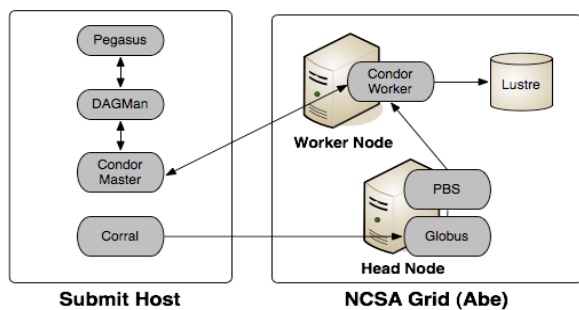 Pegasus
DAGMan
Condor
Master
Corral
Submit Host
Condor
Worker
Lustre
Worker Node
PBS
Globus
Head Node
NCSA Grid (Abe)